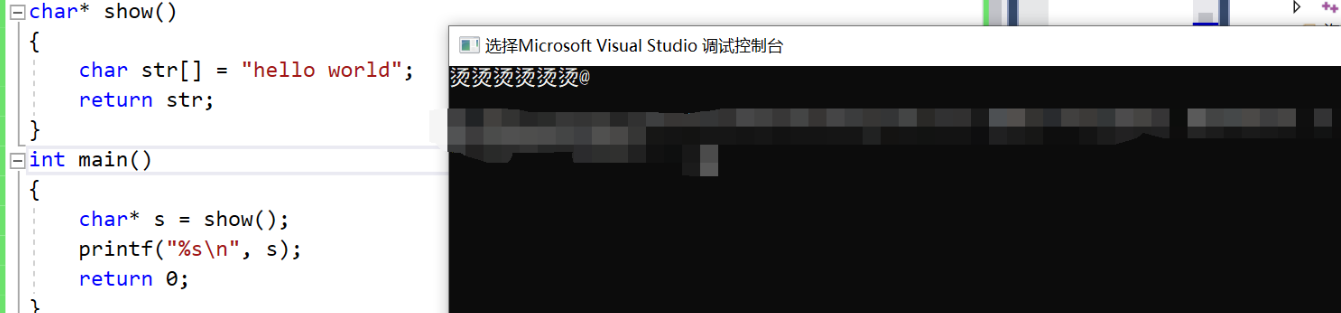 char* show()
{
char str[] = "hello world";
return str;
}
int main()
{
char* s = show();
printf("%s\n", s);
return 0;
}
选择Microsoft Visual Studio 调试控制台
烫烫烫烫烫烫@